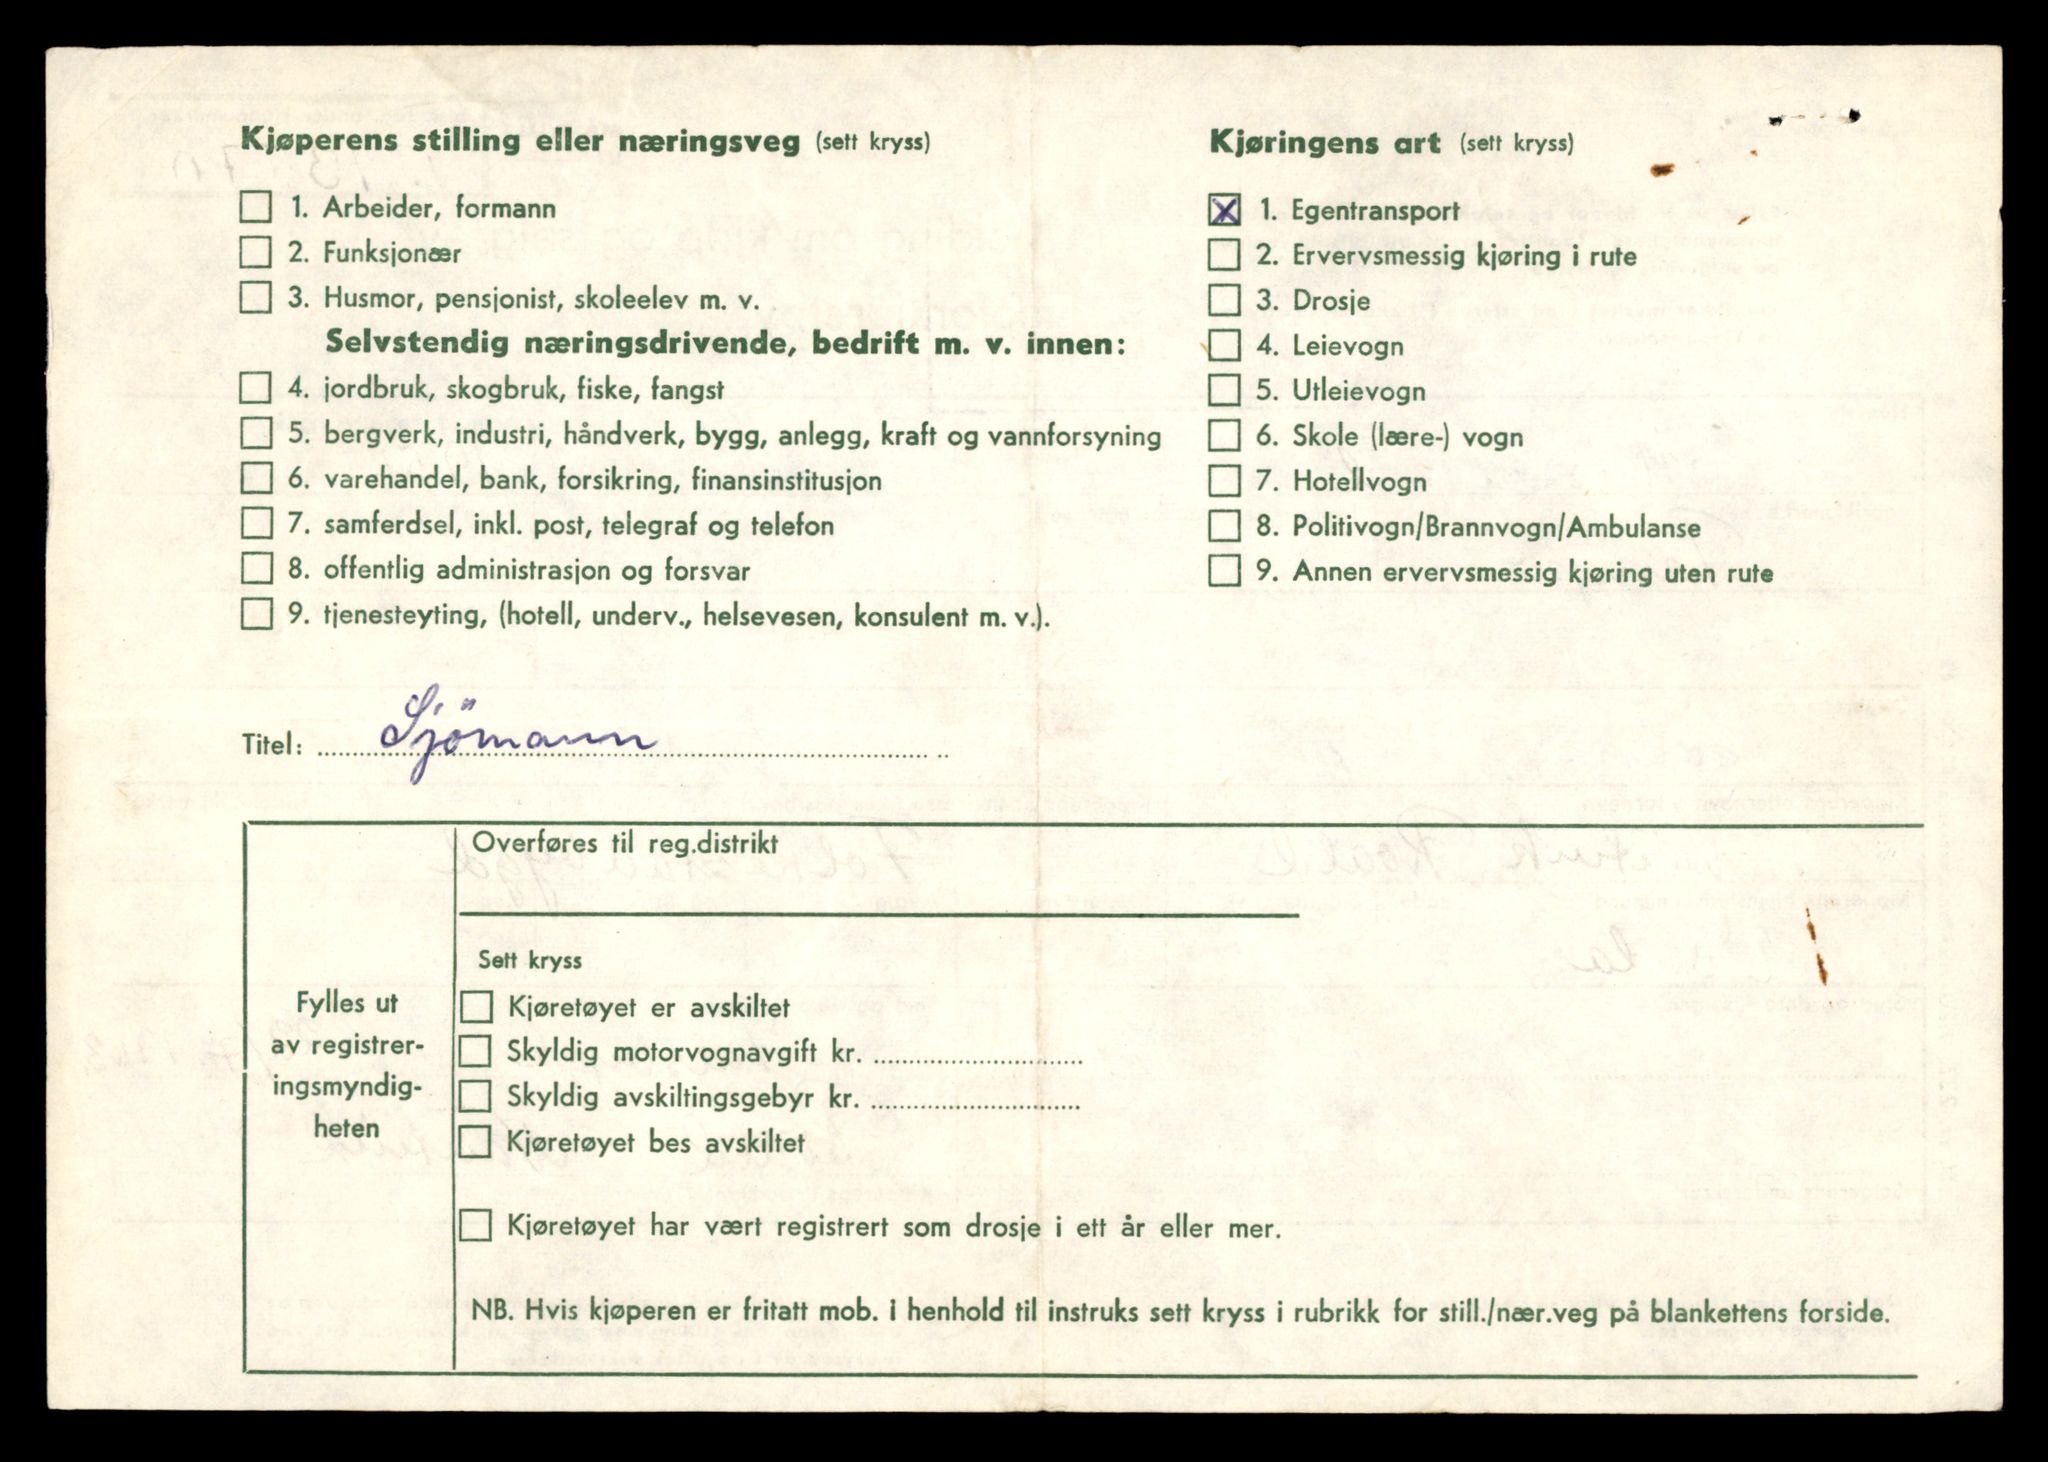 Kjøperens stilling eller næringsveg (sett kryss)
1. Arbeider, formann
2. Funksjonær
3. Husmor, pensjonist, skoleelev m. v.
Selvstendig næringsdrivende, bedrift m. v. innen:
4. jordbruk, skogbruk, fiske, fangst
5. bergverk, industri, håndverk, bygg, anlegg, kraft og vannforsyning
6. varehandel, bank, forsikring, finansinstitusjon
7. samferdsel, inkl. post, telegraf og telefon
8. offentlig administrasjon og forsvar
9. tjenesteyting, (hotell, underv., helsevesen, konsulent m. v.).
Kjøringens art (sett kryss)
X 1. Egentransport
2. Ervervsmessig kjøring i rute
3. Drosje
4. Leievogn
5. Utleievogn
6. Skole (lære-) vogn
7. Hotellvogn
8. Politivogn/Brannvogn/Ambulanse
9. Annen ervervsmessig kjøring uten rute
Titel: Sjömann
Fylles ut
av registrer-
ingsmyndig-
heten
Overføres til reg.distrikt
Sett kryss
Kjøretøyet er avskiltet
Skyldig motorvognavgift kr.
Skyldig avskiltingsgebyr kr.
Kjøretøyet bes avskiltet
Kjøretøyet har vært registrert som drosje i ett år eller mer.
NB. Hvis kjøperen er fritatt mob. i henhold til instruks sett kryss i rubrikk for still./nær.veg på blankettens forside.